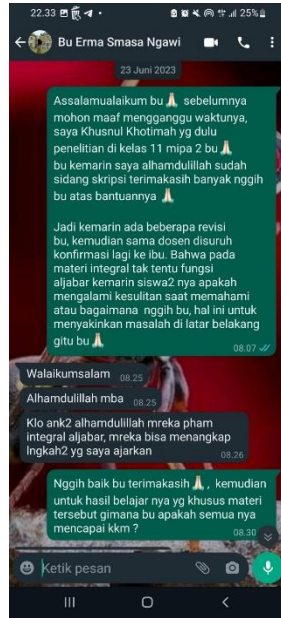 22.33
25%
Bu Erma Smasa Ngawi
23 Juni 2023
Assalamualaikum bu 🙏🏻 sebelumnya
mohon maaf mengganggu waktunya,
saya Khusnul Khotimah yg dulu
penelitian di kelas 11 mipa 2 bu 🙏🏻
bu kemarin saya alhamdulillah sudah
sidang skripsi terimakasih banyak nggih
bu atas bantuannya 🙏🏻
Jadi kemarin ada beberapa revisi
bu, kemudian sama dosen disuruh
konfirmasi lagi ke ibu. Bahwa pada
materi integral tak tentu fungsi
aljabar kemarin siswa2 nya apakah
mengalami kesulitan saat memahami
atau bagaimana nggih bu, hal ini untuk
menyakinkan masalah di latar belakang
gitu bu 🙏🏻
08.07
Walaikumsalam 08.25
Alhamdulillah mba 08.25
Klo ank2 alhamdulillah mreka pham
integral aljabar, mreka bisa menangkap
lngkah2 yg saya ajarkan
08.26
Nggih baik bu terimakasih 🙏🏻, kemudian
untuk hasil belajar nya yg khusus materi
tersebut gimana bu apakah semua nya
mencapai kkm ?
08.30
Ketik pesan